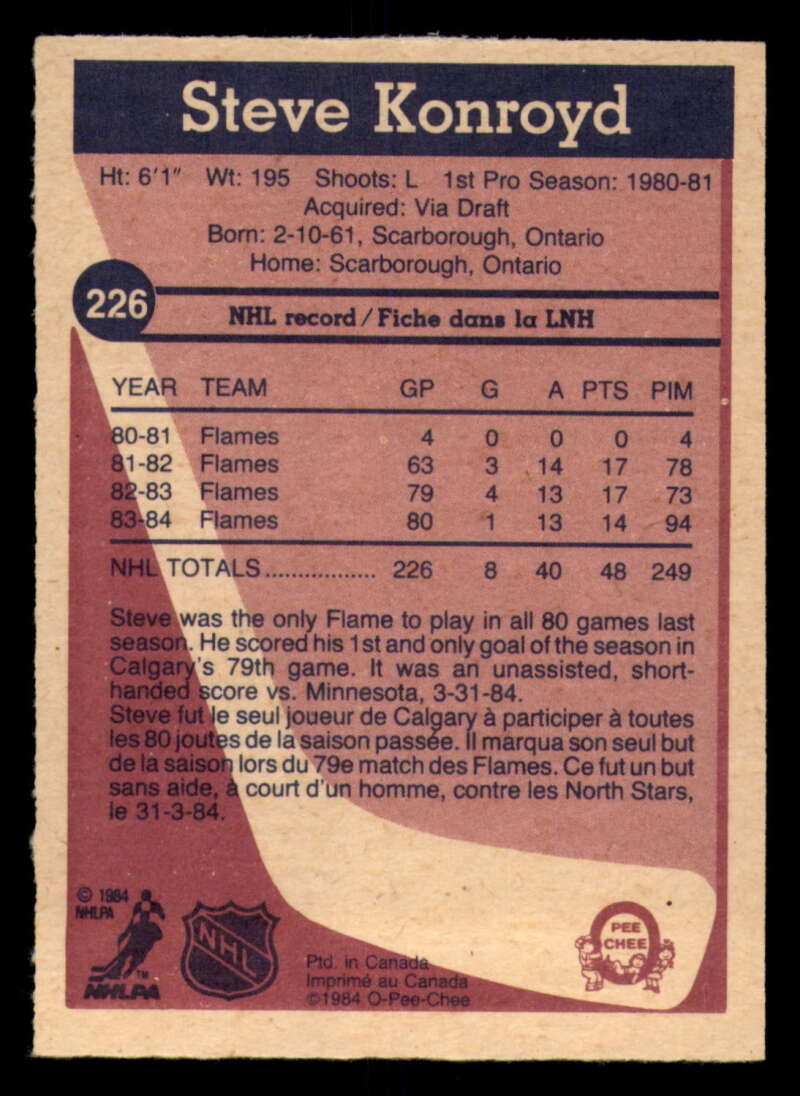 Steve Konroyd
Ht: 6'1" Wt: 195 Shoots: L 1st Pro Season: 1980-81
Acquired: Via Draft
Born: 2-10-61, Scarborough, Ontario
Home: Scarborough, Ontario
226
NHL record/Fiche dans la LNH
YEAR TEAM GP G A PTS PIM
80-81 Flames 4 0 0 0 4
81-82 Flames 63 3 14 17 78
82-83 Flames 79 4 13 17 73
83-84 Flames 80 1 13 14 94
NHL TOTALS................. 226 8 40 48 249
Steve was the only Flame to play in all 80 games last
season. He scored his 1st and only goal of the season in
Calgary's 79th game. It was an unassisted, short-
handed score vs. Minnesota, 3-31-84.
Steve fut le seul joueur de Calgary à participer à toutes
les 80 joutes de la saison passée. Il marqua son seul but
de la saison lors du 79e match des Flames. Ce fut un but
sans aide, à court d'un homme, contre les North Stars,
le 31-3-84.
© 1984
NHLPA
TM
NHLPA
NHL
Ptd. in Canada
Imprimé au Canada
©1984 O-Pee-Chee
PEE
CHEE